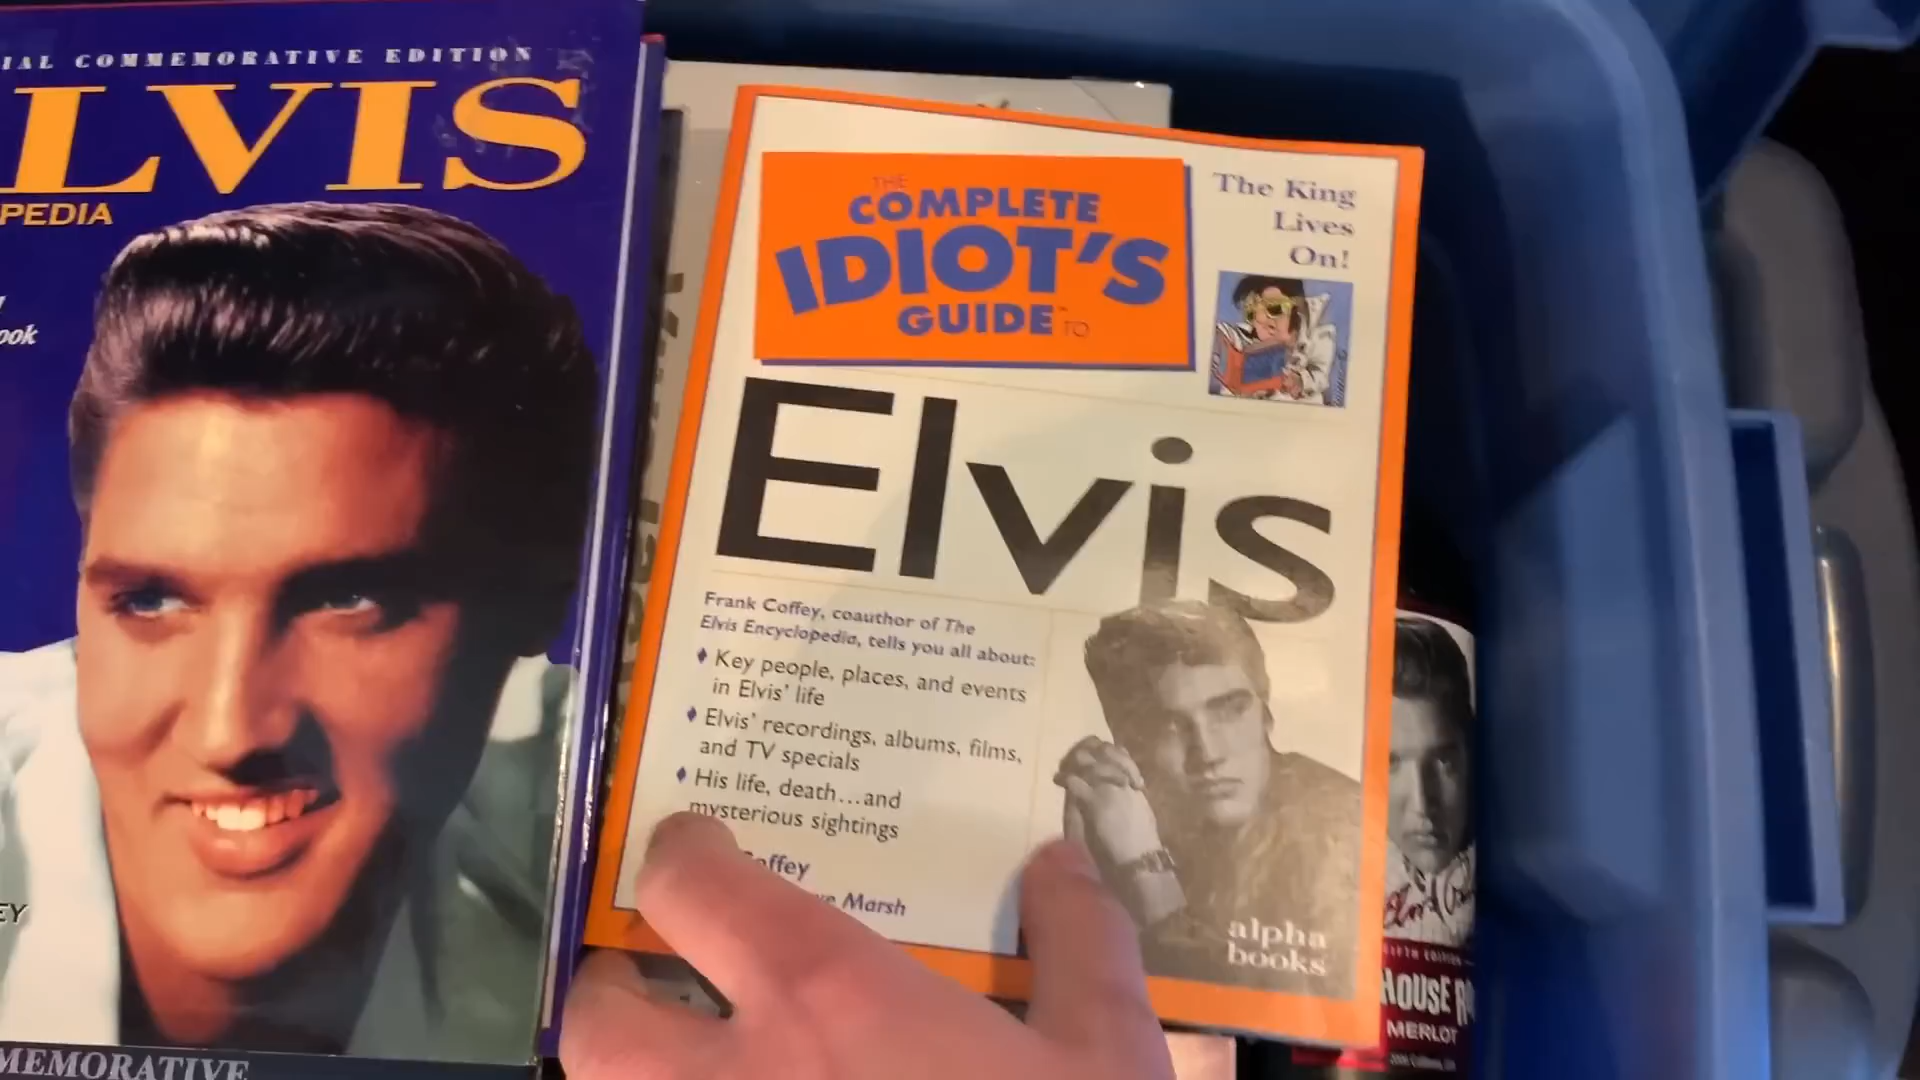 COMMEMORATIVE EDITION
LVIS
PEDIA
THE
COMPLETE
IDIOT'S
GUIDE™ TO
The King
Lives
On!
Elvis
Frank Coffey, coauthor of The
Elvis Encyclopedia, tells you all about:
♦ Key people, places, and events
in Elvis' life
♦ Elvis' recordings, albums, films,
and TV specials
♦ His life, death...and
mysterious sightings
Coffey
Marsh
alpha
books
HOUSE R
MERLOT
MEMORATIVE